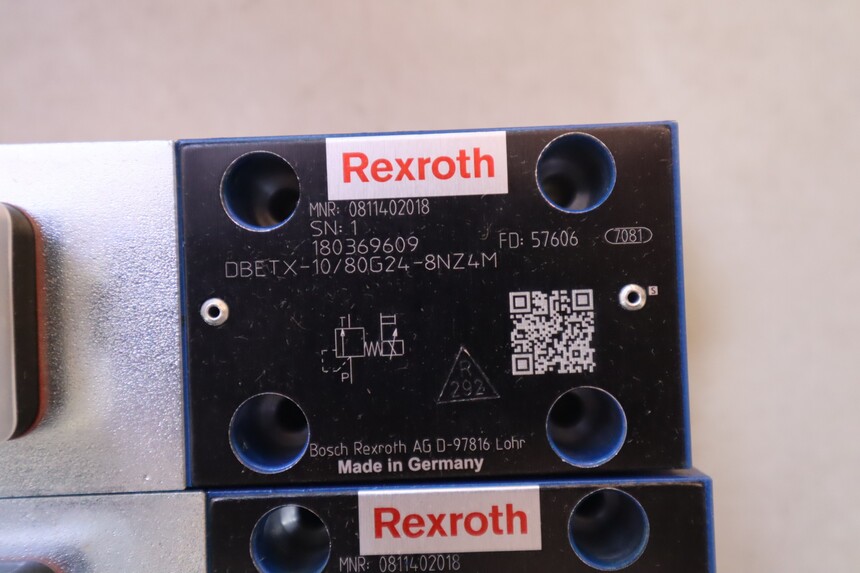 Rexroth
MNR: 0811402018
SN: 1
180369609
FD: 57606
7081
DBETX-10/80G24-8NZ4M
S
T
P
R
292
Bosch Rexroth AG D-97816 Lohr
Made in Germany
Rexroth
MNR: 0811402018